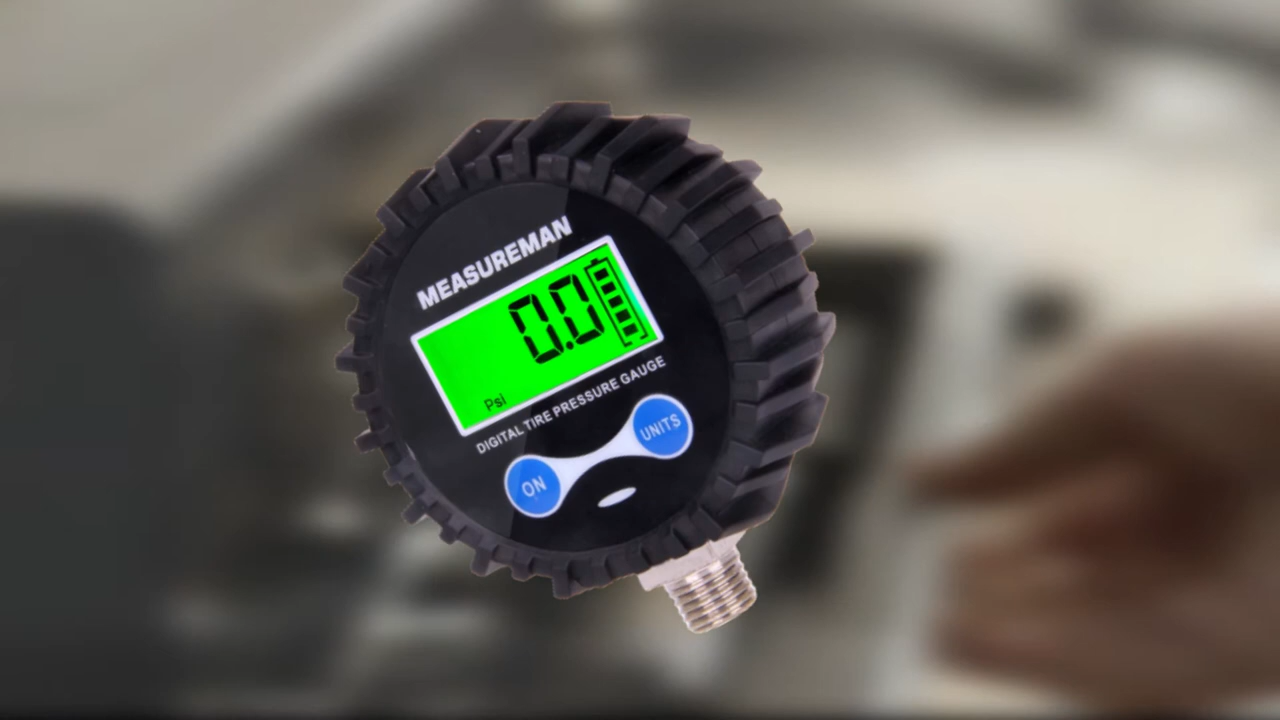 MEASUREMAN
0.0
Psi
DIGITAL TIRE PRESSURE GAUGE
ON
UNITS